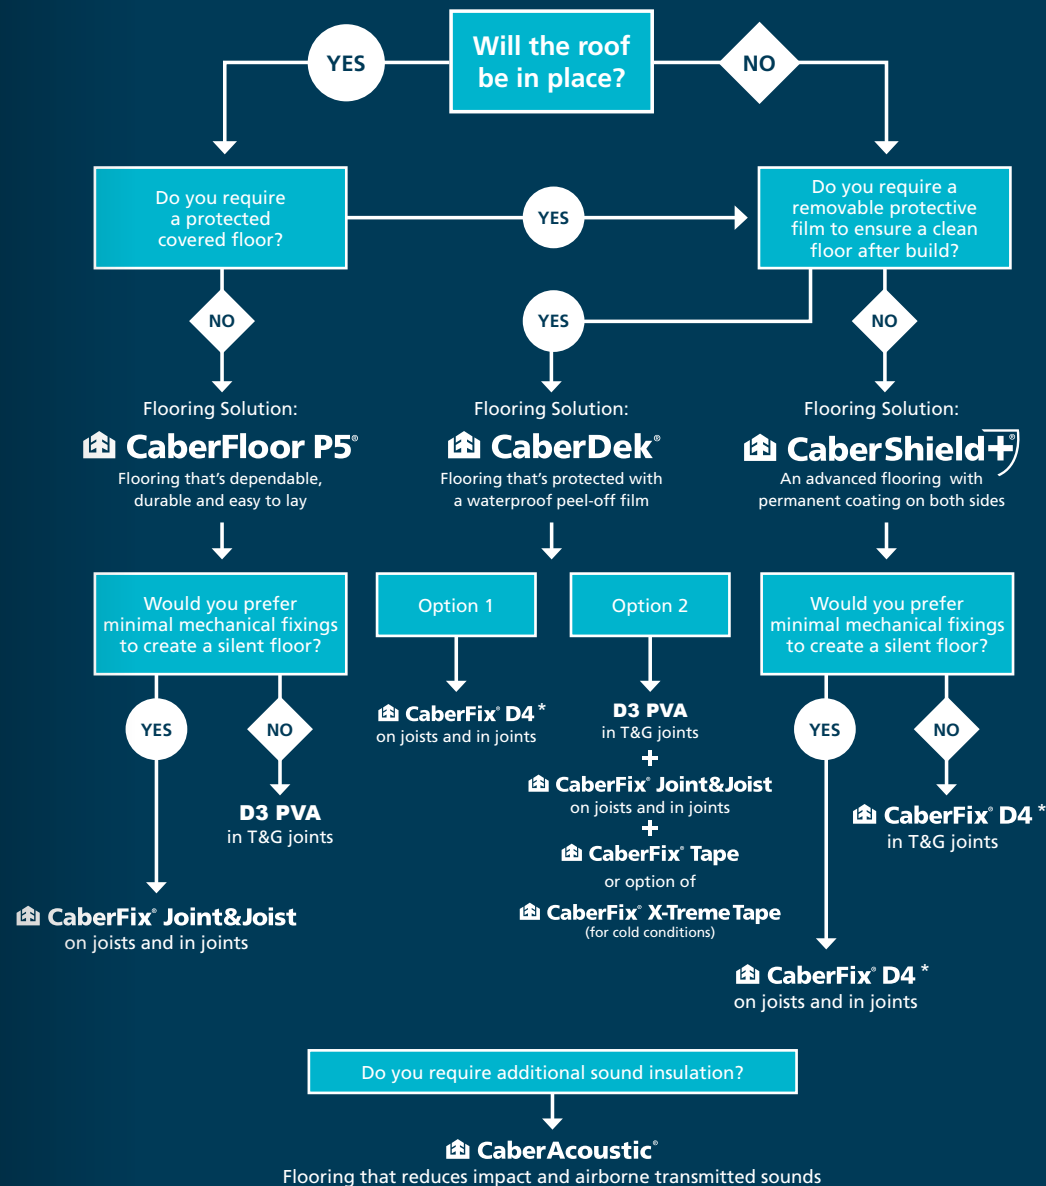 Will the roof
be in place?
YES
NO
Do you require
a protected
covered floor?
YES
Do you require a
removable protective
film to ensure a clean
floor after build?
NO
YES
NO
Flooring Solution:
CaberFloor P5®
Flooring that's dependable,
durable and easy to lay
Flooring Solution:
CaberDek®
Flooring that's protected with
a waterproof peel-off film
Flooring Solution:
CaberShield+®
An advanced flooring with
permanent coating on both sides
Would you prefer
minimal mechanical fixings
to create a silent floor?
YES
NO
D3 PVA
in T&G joints
CaberFix® Joint&Joist
on joists and in joints
Option 1
CaberFix® D4*
on joists and in joints
Option 2
D3 PVA
in T&G joints
+
CaberFix® Joint&Joist
on joists and in joints
+
CaberFix® Tape
or option of
CaberFix® X-Treme Tape
(for cold conditions)
Would you prefer
minimal mechanical fixings
to create a silent floor?
YES
NO
CaberFix® D4*
in T&G joints
CaberFix® D4*
on joists and in joints
Do you require additional sound insulation?
CaberAcoustic®
Flooring that reduces impact and airborne transmitted sounds